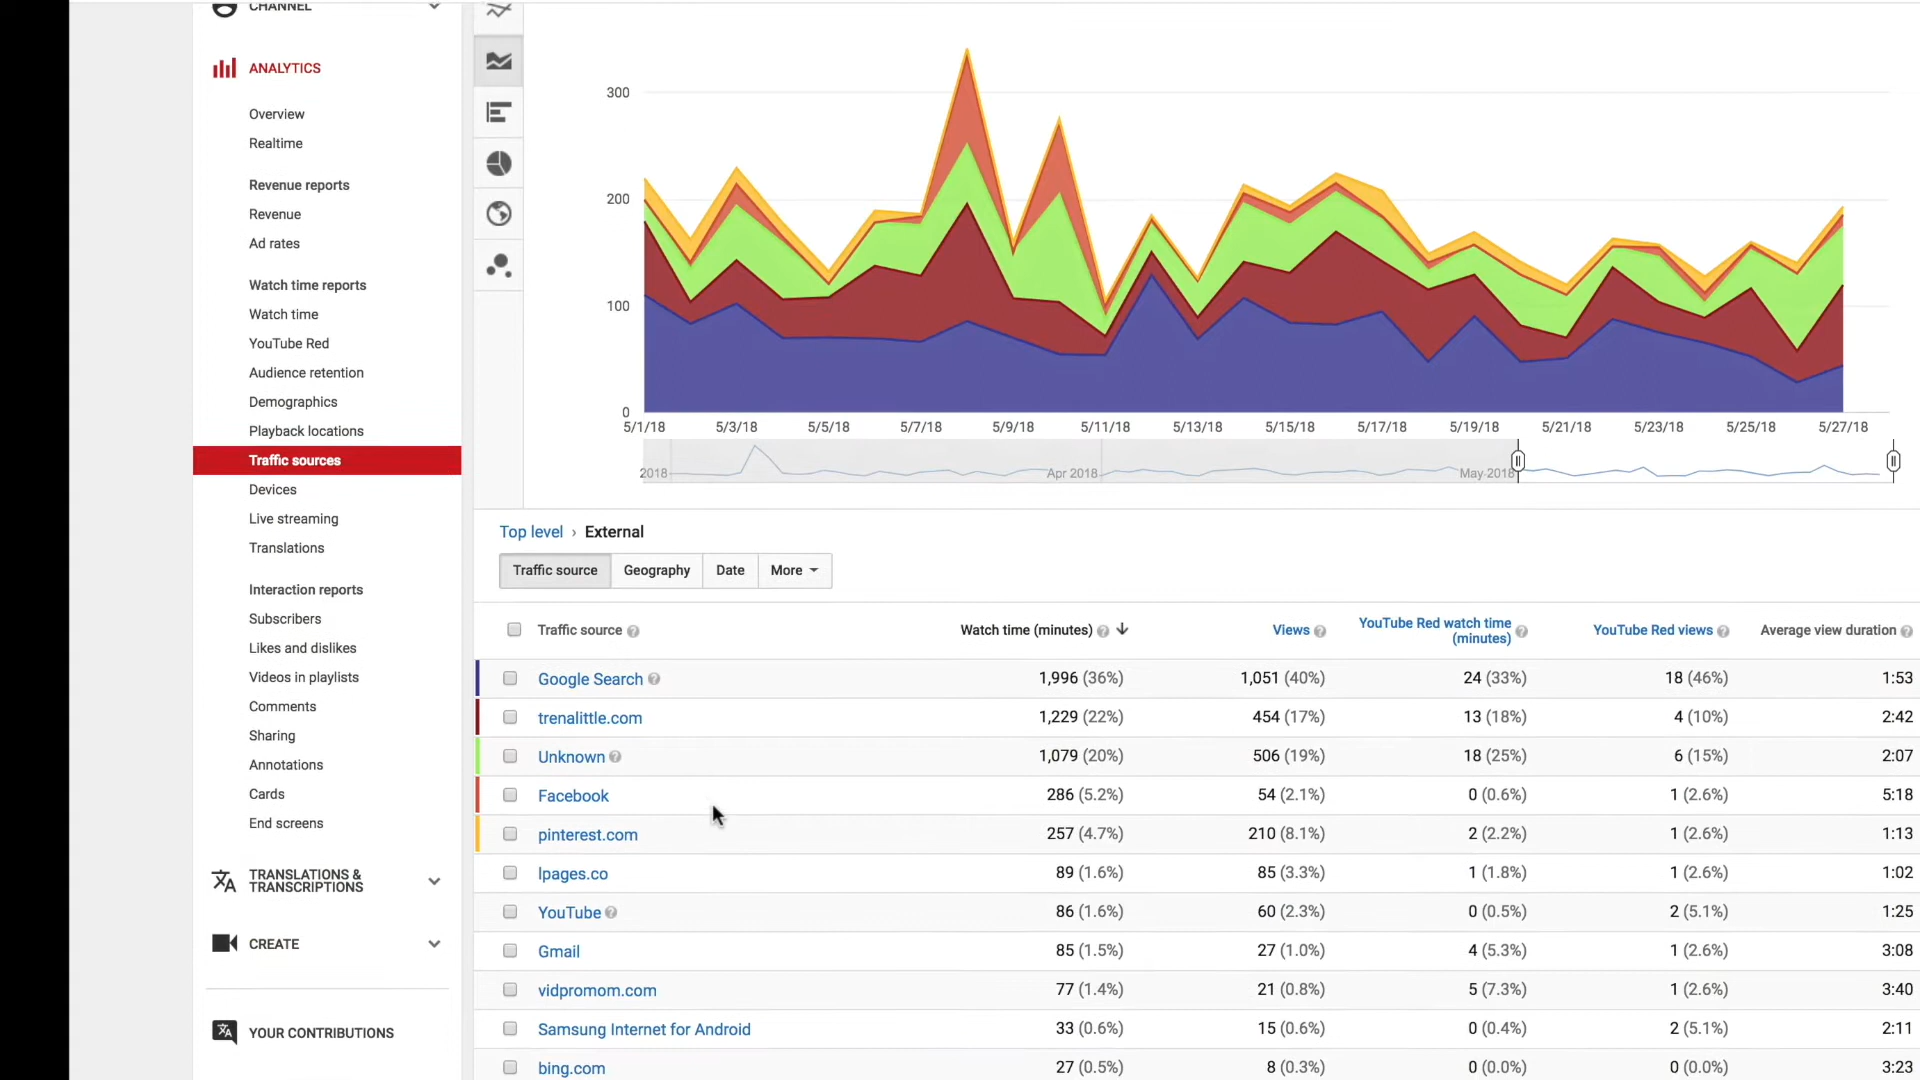 CHANNEL
ANALYTICS
Overview
Realtime
Revenue reports
Revenue
Ad rates
Watch time reports
Watch time
YouTube Red
Audience retention
Demographics
Playback locations
Traffic sources
Devices
Live streaming
Translations
Interaction reports
Subscribers
Likes and dislikes
Videos in playlists
Comments
Sharing
Annotations
Cards
End screens
TRANSLATIONS &
TRANSCRIPTIONS
CREATE
YOUR CONTRIBUTIONS
300
200
100
0
5/1/18 5/3/18 5/5/18 5/7/18 5/9/18 5/11/18 5/13/18 5/15/18 5/17/18 5/19/18 5/21/18 5/23/18 5/25/18 5/27/18
2018 Apr 2018 May 2018
Top level › External
Traffic source Geography Date More
Traffic source ? Watch time (minutes) ? Views ? YouTube Red watch time (minutes) ? YouTube Red views ? Average view duration ?
Google Search ? 1,996 (36%) 1,051 (40%) 24 (33%) 18 (46%) 1:53
trenalittle.com 1,229 (22%) 454 (17%) 13 (18%) 4 (10%) 2:42
Unknown ? 1,079 (20%) 506 (19%) 18 (25%) 6 (15%) 2:07
Facebook 286 (5.2%) 54 (2.1%) 0 (0.6%) 1 (2.6%) 5:18
pinterest.com 257 (4.7%) 210 (8.1%) 2 (2.2%) 1 (2.6%) 1:13
lpages.co 89 (1.6%) 85 (3.3%) 1 (1.8%) 1 (2.6%) 1:02
YouTube ? 86 (1.6%) 60 (2.3%) 0 (0.5%) 2 (5.1%) 1:25
Gmail 85 (1.5%) 27 (1.0%) 4 (5.3%) 1 (2.6%) 3:08
vidpromom.com 77 (1.4%) 21 (0.8%) 5 (7.3%) 1 (2.6%) 3:40
Samsung Internet for Android 33 (0.6%) 15 (0.6%) 0 (0.4%) 2 (5.1%) 2:11
bing.com 27 (0.5%) 8 (0.3%) 0 (0.0%) 0 (0.0%) 3:23